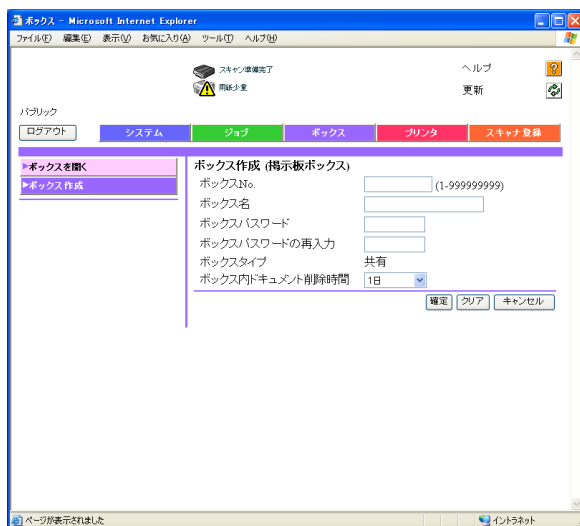 ボックス - Microsoft Internet Explorer
ファイル(F) 編集(E) 表示(V) お気に入り(A) ツール(T) ヘルプ(H)
スキャン準備完了 ヘルプ ?
用紙少量 更新
パブリック
ログアウト システム ジョブ ボックス プリンタ スキャナ登録
▶ボックスを開く
▶ボックス作成
ボックス作成 (掲示板ボックス)
ボックスNo. (1-999999999)
ボックス名
ボックスパスワード
ボックスパスワードの再入力
ボックスタイプ 共有
ボックス内ドキュメント削除時間 1日
確定 クリア キャンセル
ページが表示されました イントラネット